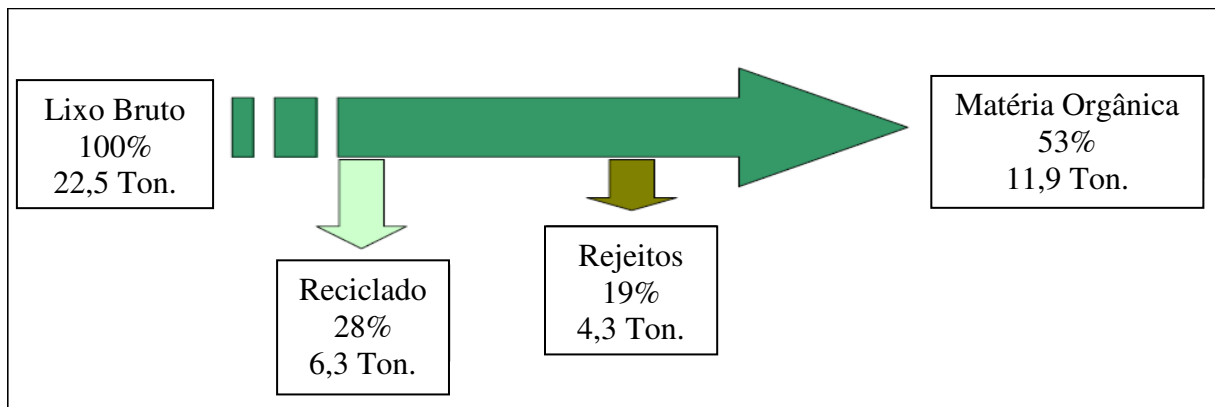 Lixo Bruto
100%
22,5 Ton.
Reciclado
28%
6,3 Ton.
Rejeitos
19%
4,3 Ton.
Matéria Orgânica
53%
11,9 Ton.